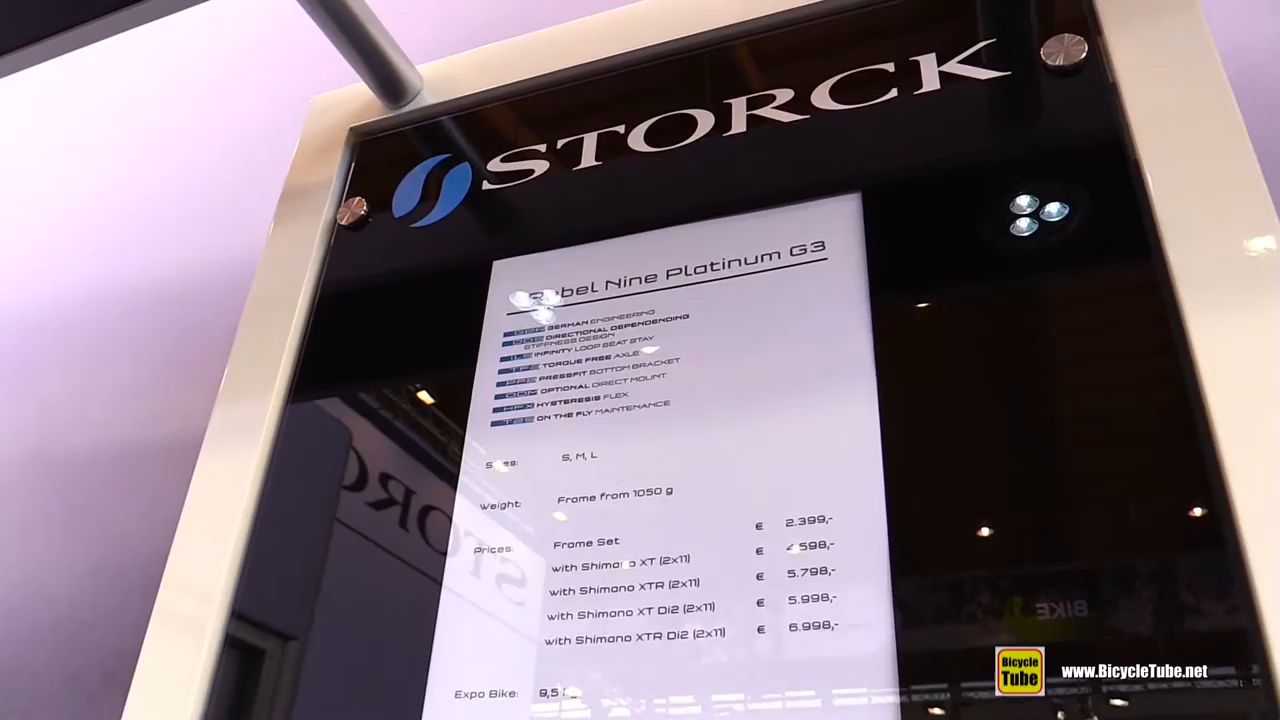 STORCK
Rebel Nine Platinum G3
GERMAN ENGINEERING
DIRECTIONAL DEPENDENDING
STIFFNESS DESIGN
INFINITY LOOP SEAT STAY
TORQUE FREE AXLE
PRESSFIT BOTTOM BRACKET
OPTIONAL DIRECT MOUNT
HYSTERESIS FLEX
ON THE FLY MAINTENANCE
Sizes: S, M, L
Weight: Frame from 1050 g
Prices: Frame Set € 2.399,-
with Shimano XT (2x11) € 4.598,-
with Shimano XTR (2x11) € 5.798,-
with Shimano XT Di2 (2x11) € 5.998,-
with Shimano XTR Di2 (2x11) € 6.998,-
Expo Bike: 9,5
BIKE
Bicycle
Tube
www.BicycleTube.net